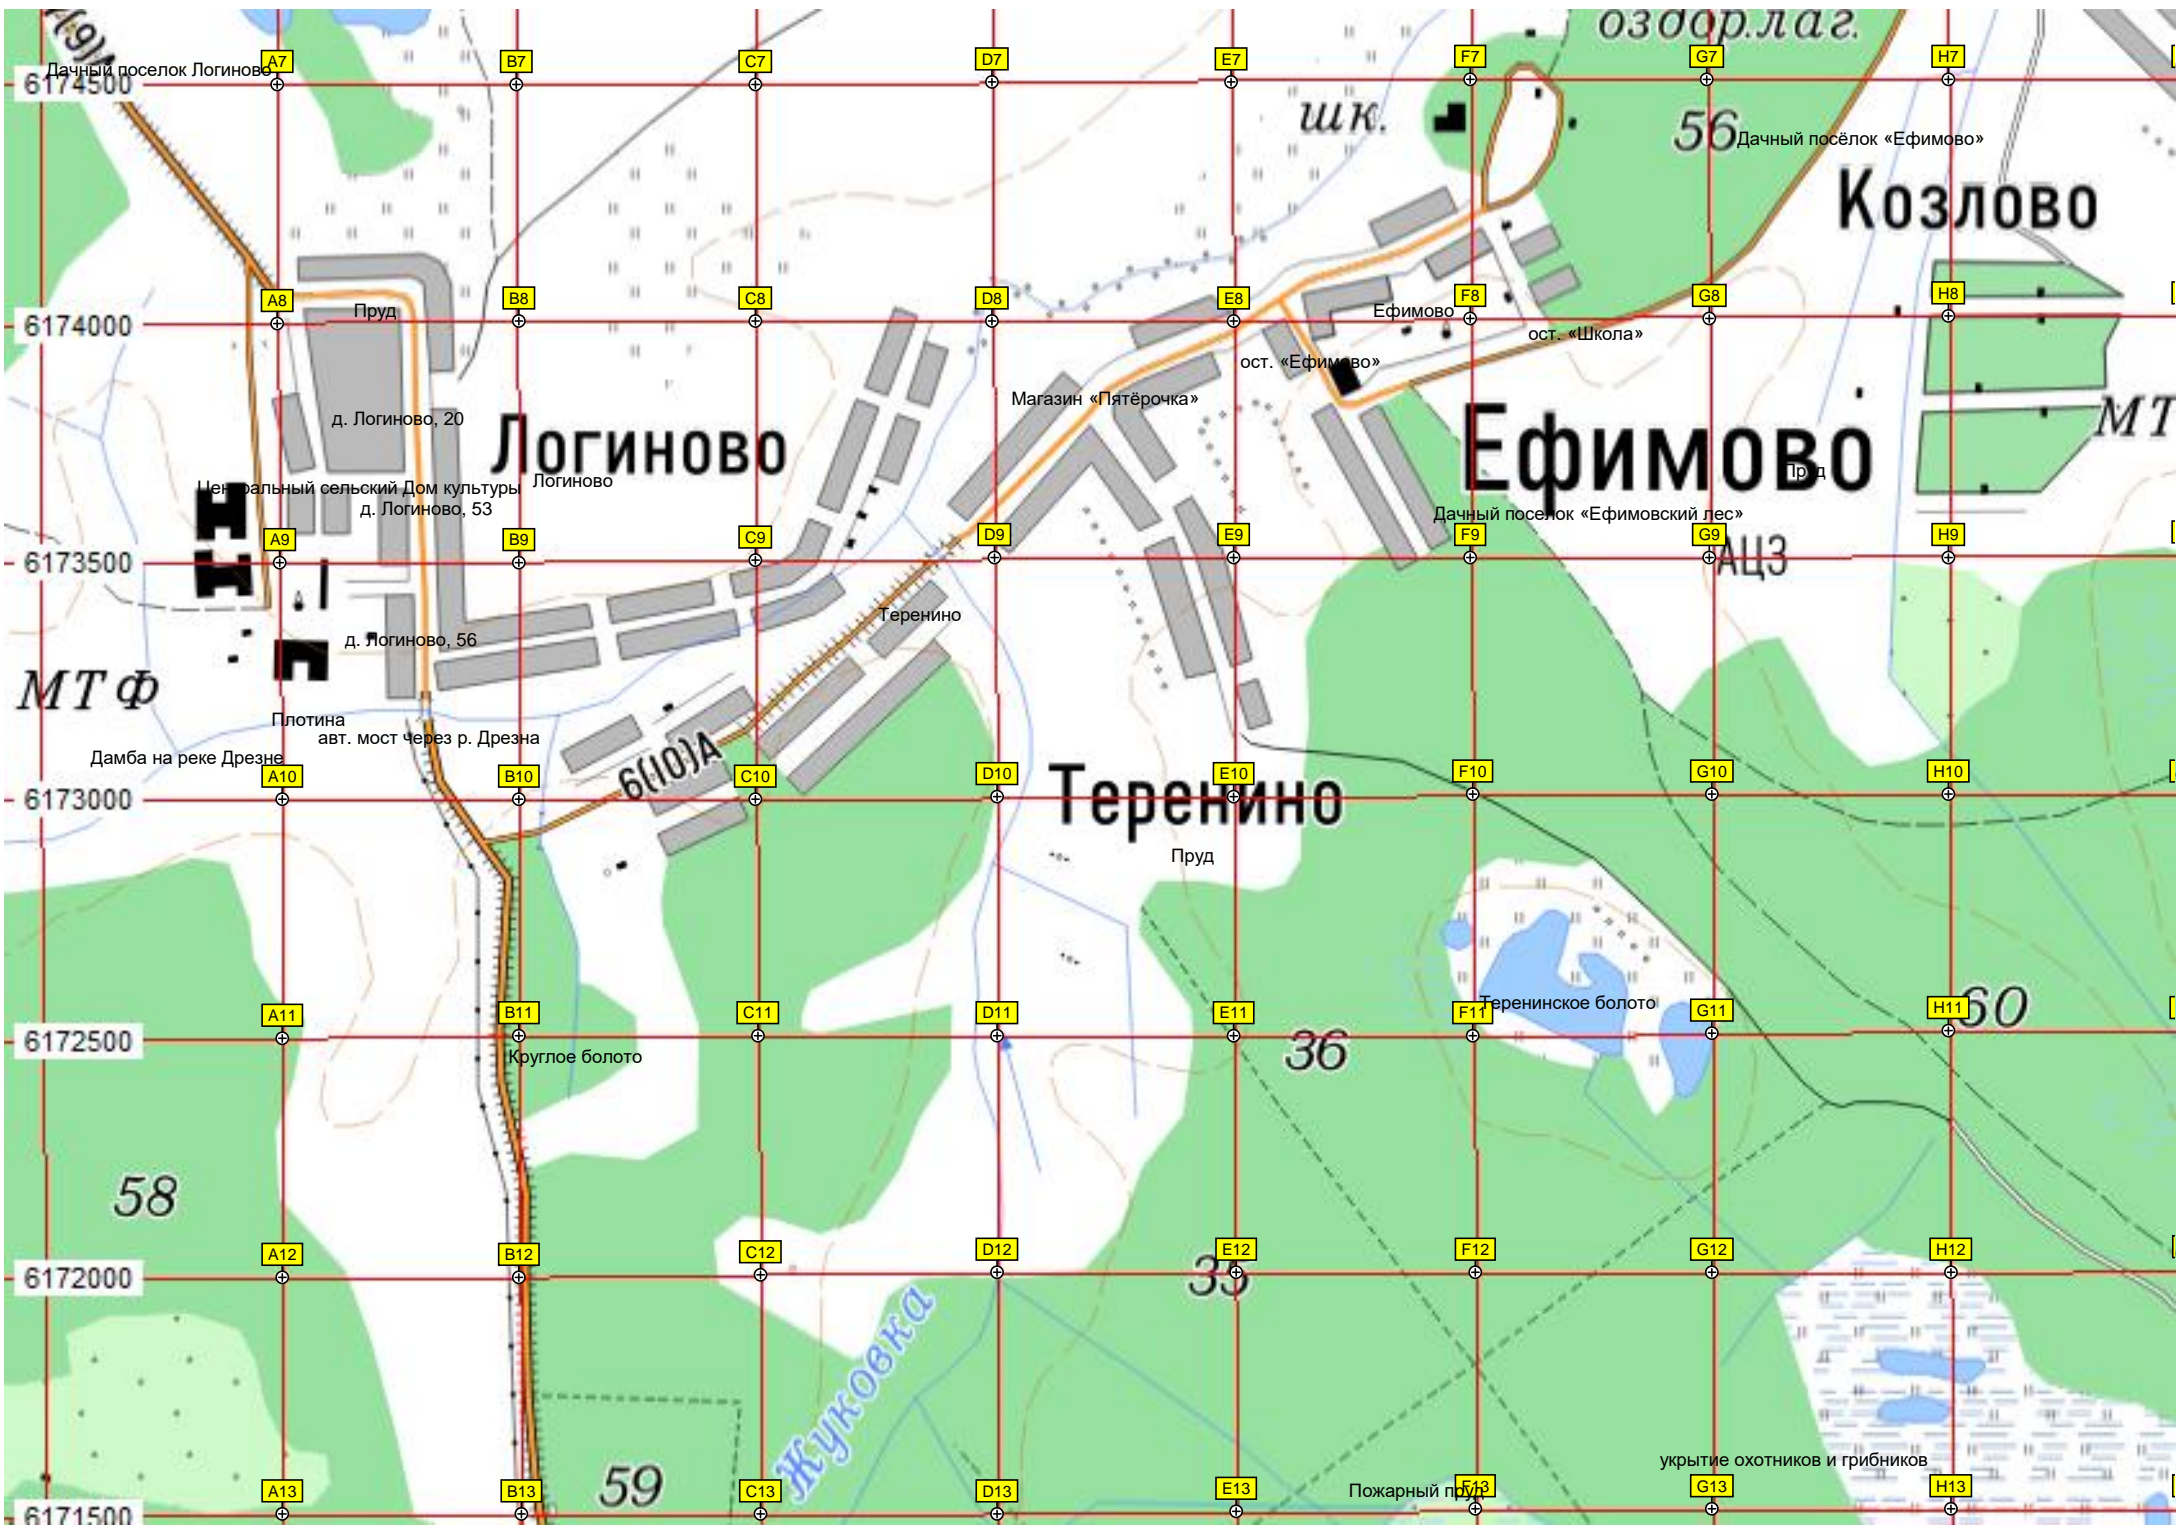 (9)А
оздор.лаг.
A7 B7 C7 D7 E7 F7 G7 H7
Дачный поселок Логиново
6174500
шк.
56
Дачный посёлок «Ефимово»
Козлово
A8 B8 C8 D8 E8 F8 G8 H8
Пруд
Ефимово
6174000
ост. «Школа»
ост. «Ефимово»
Магазин «Пятёрочка»
МТ
д. Логиново, 20
Логиново
Ефимово
Пруд
Логиново
Центральный сельский Дом культуры
д. Логиново, 53
Дачный поселок «Ефимовский лес»
A9 B9 C9 D9 E9 F9 G9 H9
АЦЗ
6173500
Теренино
д. Логиново, 56
МТФ
Плотина
авт. мост через р. Дрезна
Дамба на реке Дрезне
6(10)А
A10 B10 C10 D10 E10 F10 G10 H10
6173000
Теренино
Пруд
Теренинское болото
60
A11 B11 C11 D11 E11 F11 G11 H11
6172500
36
Круглое болото
58
A12 B12 C12 D12 E12 F12 G12 H12
6172000
35
Жуковка
укрытие охотников и грибников
59
Пожарный пруд
A13 B13 C13 D13 E13 F13 G13 H13
6171500